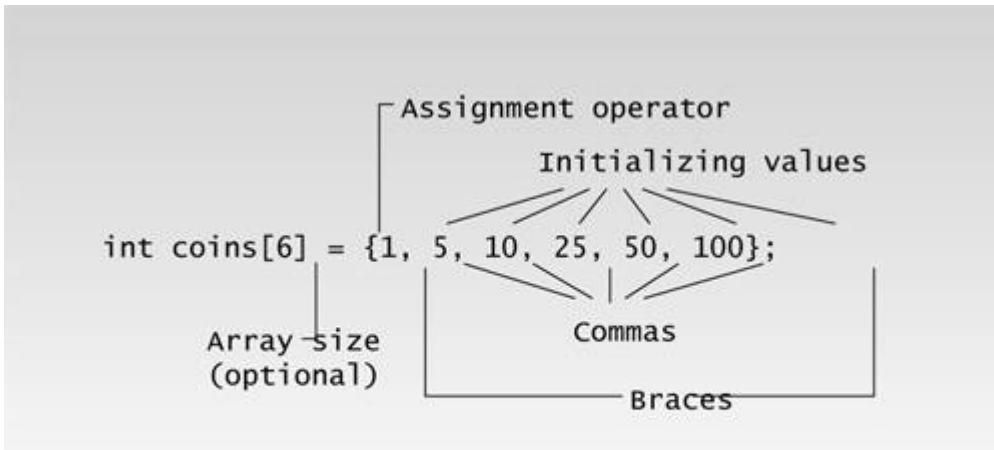 Assignment operator
Initializing values
int coins[6] = {1, 5, 10, 25, 50, 100};
Commas
Array size
(optional)
Braces